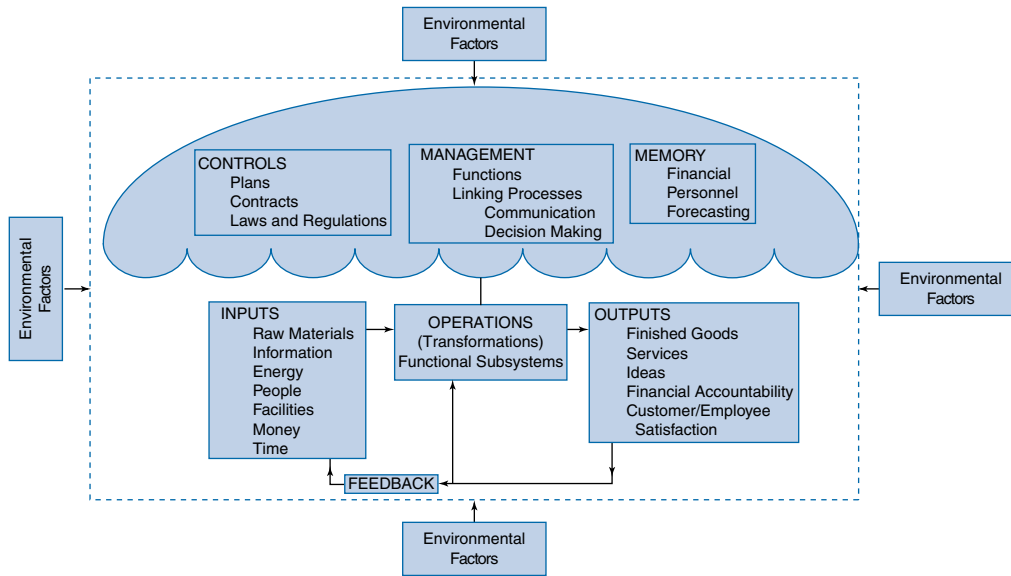 Environmental
Factors
CONTROLS
Plans
Contracts
Laws and Regulations
MANAGEMENT
Functions
Linking Processes
Communication
Decision Making
MEMORY
Financial
Personnel
Forecasting
Environmental
Factors
Environmental
Factors
INPUTS
Raw Materials
Information
Energy
People
Facilities
Money
Time
OPERATIONS
(Transformations)
Functional Subsystems
OUTPUTS
Finished Goods
Services
Ideas
Financial Accountability
Customer/Employee
Satisfaction
FEEDBACK
Environmental
Factors